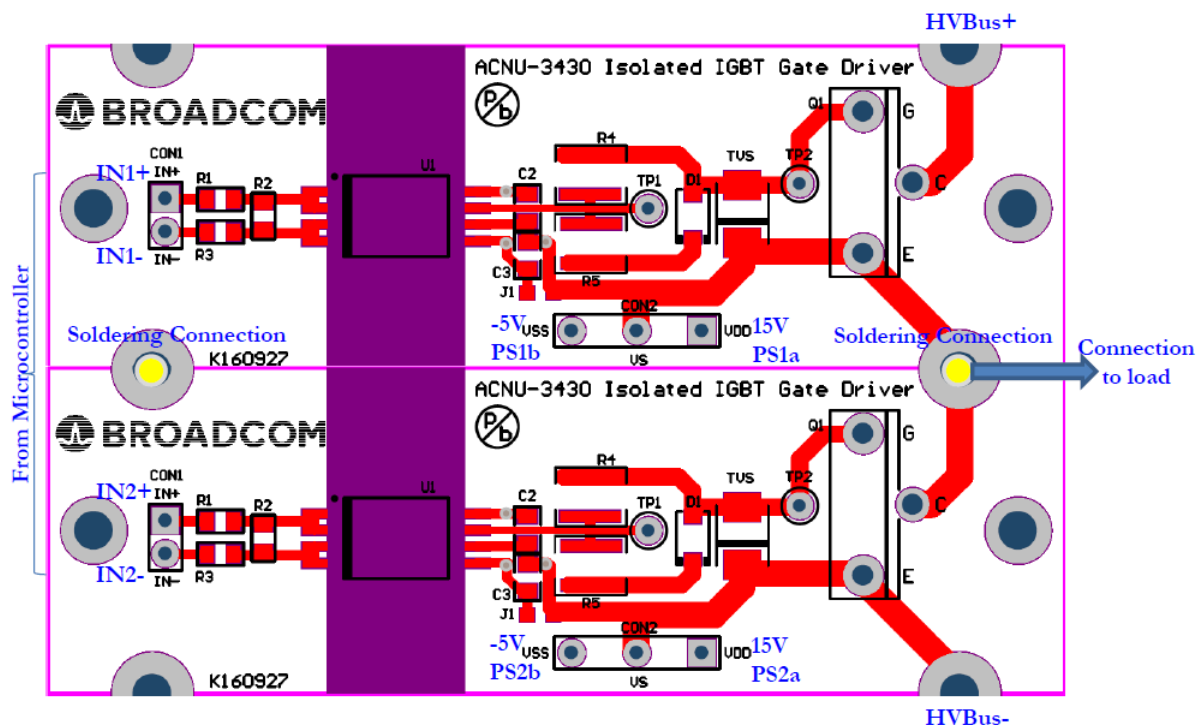 HVBus+
ACNU-3430 Isolated IGBT Gate Driver
Pb
BROADCOM
Q1
G
R4
CON1
IN1+
IN+
R1
R2
U1
C2
TP1
D1
TVS
TP2
C
IN1-
IN-
R3
C3
J1
R5
E
From Microcontroller
-5V
VSS
CON2
VDD
15V
PS1b
VS
PS1a
Soldering Connection
K160927
Soldering Connection
Connection
to load
ACNU-3430 Isolated IGBT Gate Driver
Pb
BROADCOM
Q1
G
R4
CON1
IN2+
IN+
R1
R2
U1
C2
TP1
D1
TVS
TP2
C
IN2-
IN-
R3
C3
J1
R5
E
-5V
VSS
CON2
VDD
15V
PS2b
VS
PS2a
K160927
HVBus-